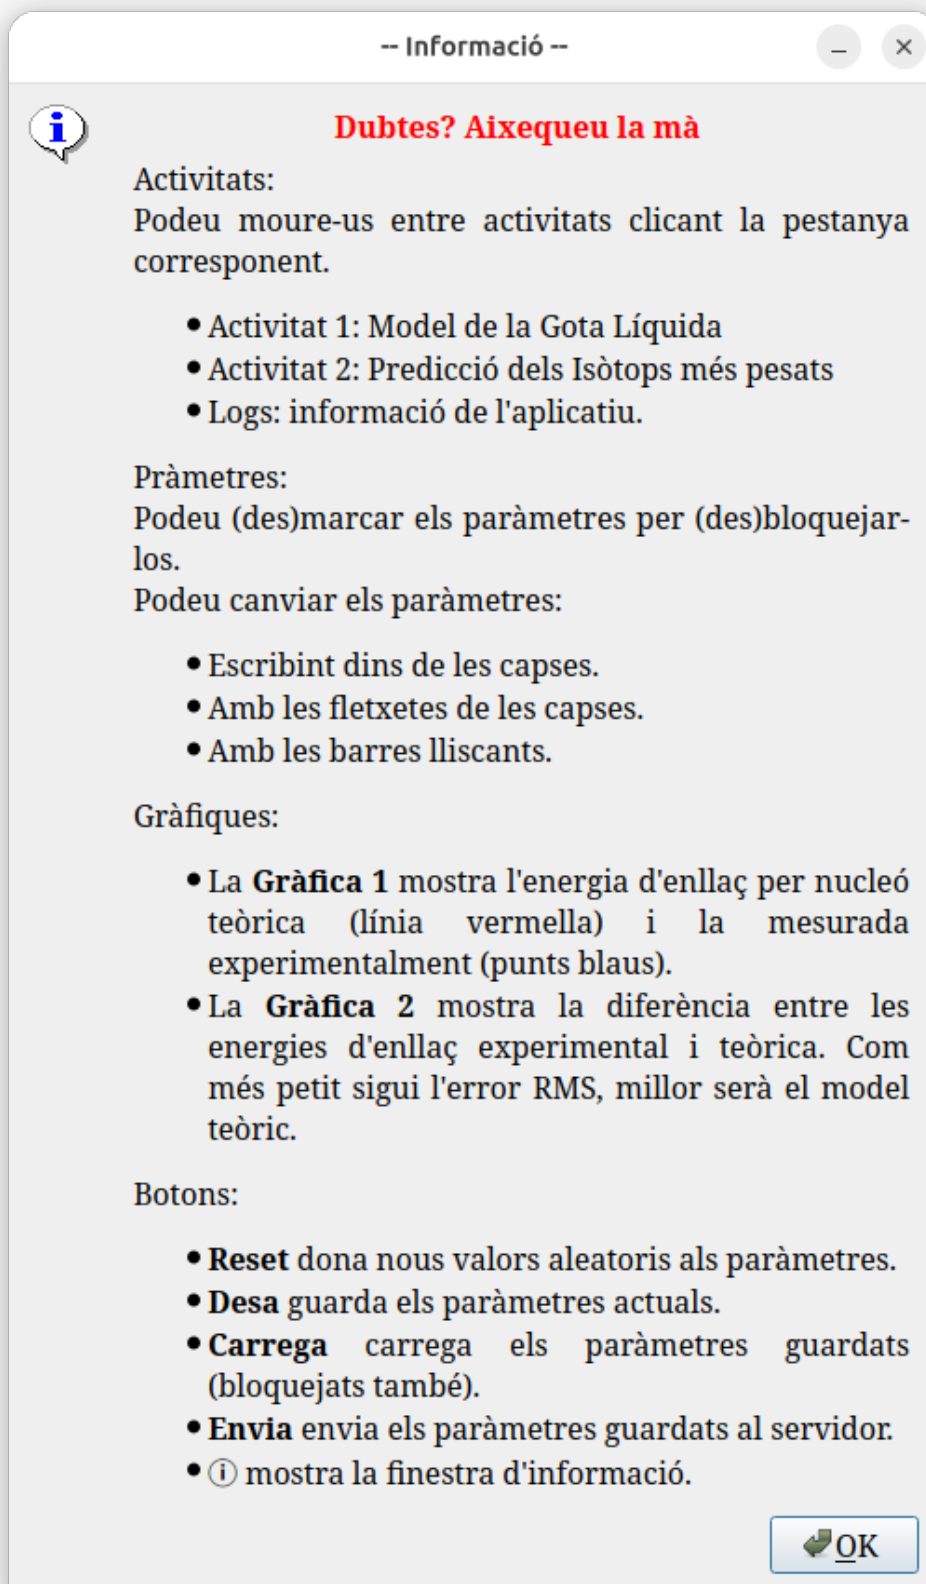 -- Informació --
Dubtes? Aixequeu la mà
Activitats:
Podeu moure-us entre activitats clicant la pestanya
corresponent.
• Activitat 1: Model de la Gota Líquida
• Activitat 2: Predicció dels Isòtops més pesats
• Logs: informació de l'aplicatiu.
Pràmetres:
Podeu (des)marcar els paràmetres per (des)bloquejar-
los.
Podeu canviar els paràmetres:
• Escribint dins de les capses.
• Amb les fletxetes de les capses.
• Amb les barres lliscants.
Gràfiques:
• La Gràfica 1 mostra l'energia d'enllaç per nucleó
teòrica (línia vermella) i la mesurada
experimentalment (punts blaus).
• La Gràfica 2 mostra la diferència entre les
energies d'enllaç experimental i teòrica. Com
més petit sigui l'error RMS, millor serà el model
teòric.
Botons:
• Reset dona nous valors aleatoris als paràmetres.
• Desa guarda els paràmetres actuals.
• Carrega carrega els paràmetres guardats
(bloquejats també).
• Envia envia els paràmetres guardats al servidor.
• ⓘ mostra la finestra d'informació.
OK